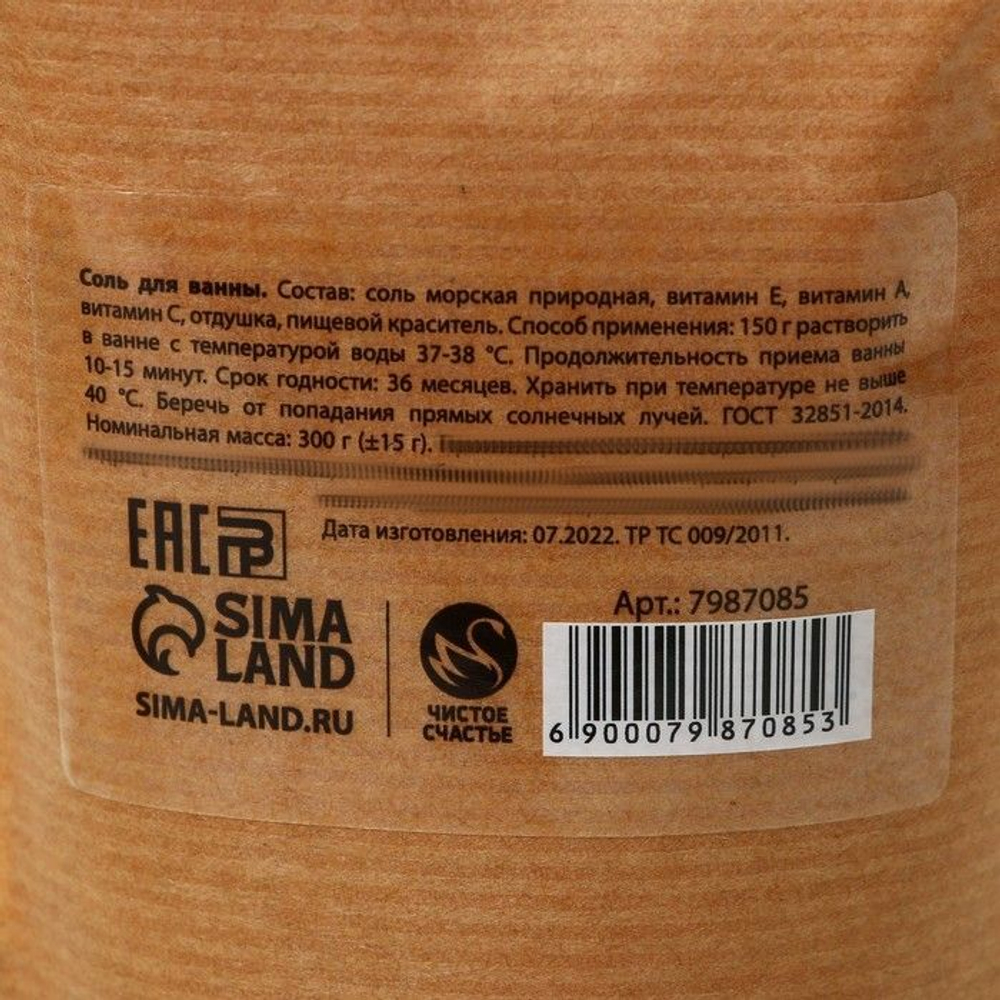 Соль для ванны. Состав: соль морская природная, витамин Е, витамин А,
витамин С, отдушка, пищевой краситель. Способ применения: 150 г растворить
в ванне с температурой воды 37-38 °С. Продолжительность приема ванны
10-15 минут. Срок годности: 36 месяцев. Хранить при температуре не выше
40 °С. Беречь от попадания прямых солнечных лучей. ГОСТ 32851-2014.
Номинальная масса: 300 г (±15 г).
EAC РВ
Дата изготовления: 07.2022. ТР ТС 009/2011.
Арт.: 7987085
SIMA
LAND
SIMA-LAND.RU
ЧИСТОЕ
СЧАСТЬЕ
6 900079 870853